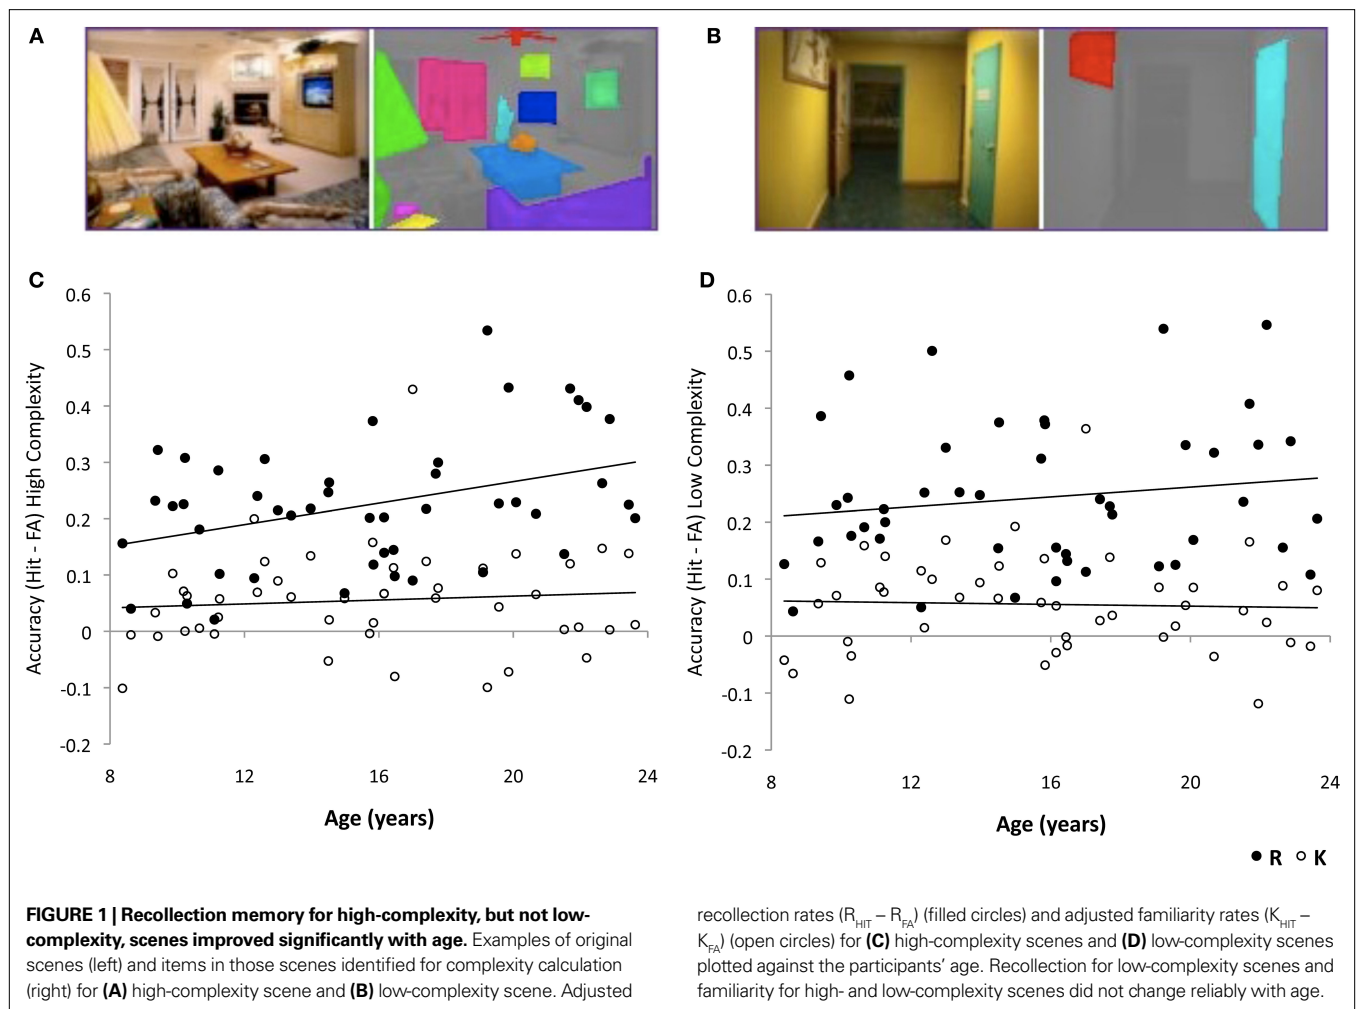 A
B
C
D
0.6
0.5
0.4
0.3
0.2
0.1
0
-0.1
-0.2
Accuracy (Hit - FA) High Complexity
8 12 16 20 24
Age (years)
0.6
0.5
0.4
0.3
0.2
0.1
0
-0.1
-0.2
Accuracy (Hit - FA) Low Complexity
8 12 16 20 24
Age (years)
R K
FIGURE 1 | Recollection memory for high-complexity, but not low-
complexity, scenes improved significantly with age. Examples of original
scenes (left) and items in those scenes identified for complexity calculation
(right) for (A) high-complexity scene and (B) low-complexity scene. Adjusted
recollection rates (R_HIT – R_FA) (filled circles) and adjusted familiarity rates (K_HIT –
K_FA) (open circles) for (C) high-complexity scenes and (D) low-complexity scenes
plotted against the participants' age. Recollection for low-complexity scenes and
familiarity for high- and low-complexity scenes did not change reliably with age.